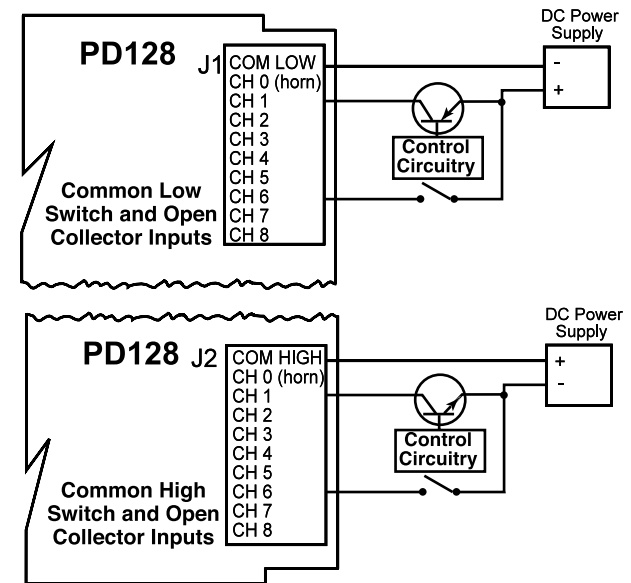 DC Power
Supply
PD128
J1
COM LOW
CH 0 (horn)
CH 1
CH 2
CH 3
CH 4
CH 5
CH 6
CH 7
CH 8
-
+
Control
Circuitry
Common Low
Switch and Open
Collector Inputs
DC Power
Supply
PD128
J2
COM HIGH
CH 0 (horn)
CH 1
CH 2
CH 3
CH 4
CH 5
CH 6
CH 7
CH 8
+
-
Control
Circuitry
Common High
Switch and Open
Collector Inputs